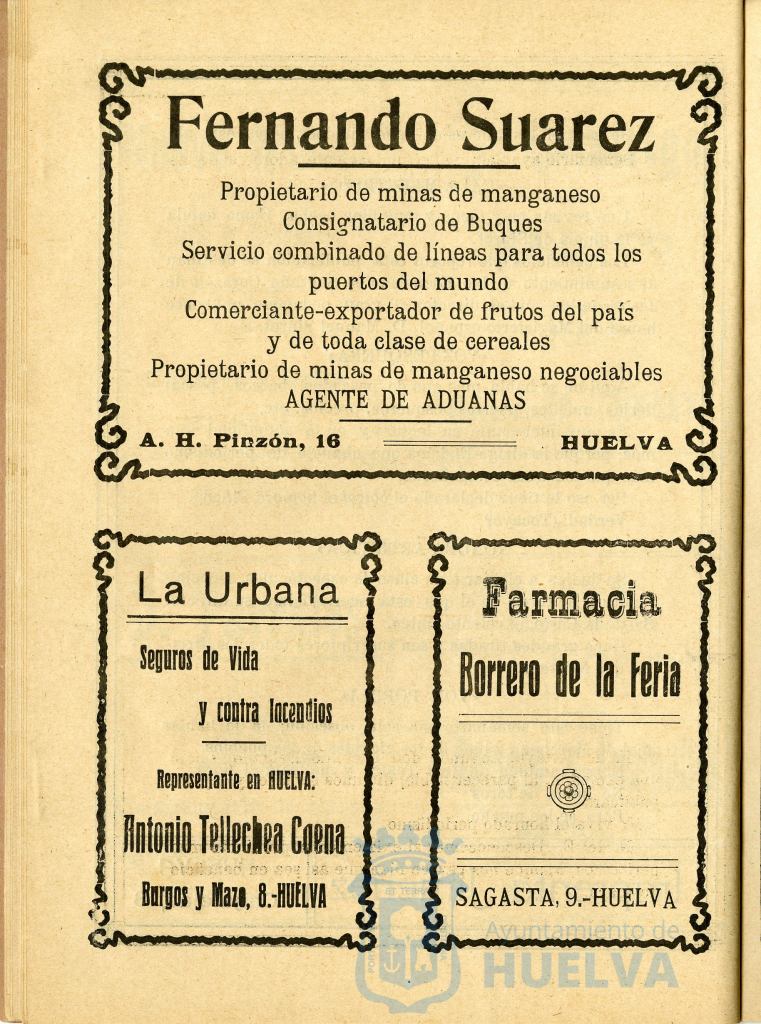 Fernando Suarez
Propietario de minas de manganeso
Consignatario de Buques
Servicio combinado de líneas para todos los
puertos del mundo
Comerciante-exportador de frutos del país
y de toda clase de cereales
Propietario de minas de manganeso negociables
AGENTE DE ADUANAS
A. H. Pinzón, 16 HUELVA
La Urbana
Seguros de Vida
y contra Incendios
Representante en HUELVA:
Antonio Tellechea Coena
Burgos y Mazo, 8.-HUELVA
Farmacia
Borrero de la Feria
SAGASTA, 9.-HUELVA
Ayuntamiento de
HUELVA